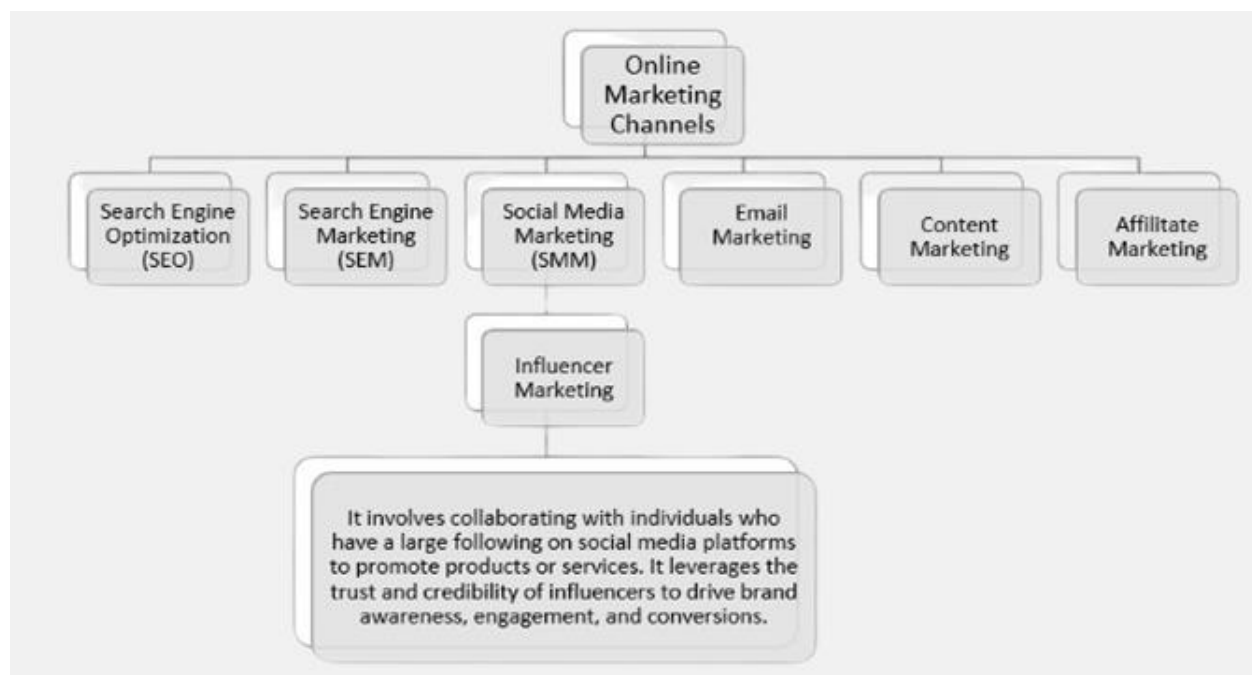 Online
Marketing
Channels
Search Engine
Optimization
(SEO)
Search Engine
Marketing
(SEM)
Social Media
Marketing
(SMM)
Email
Marketing
Content
Marketing
Affilitate
Marketing
Influencer
Marketing
It involves collaborating with individuals who
have a large following on social media platforms
to promote products or services. It leverages the
trust and credibility of influencers to drive brand
awareness, engagement, and conversions.